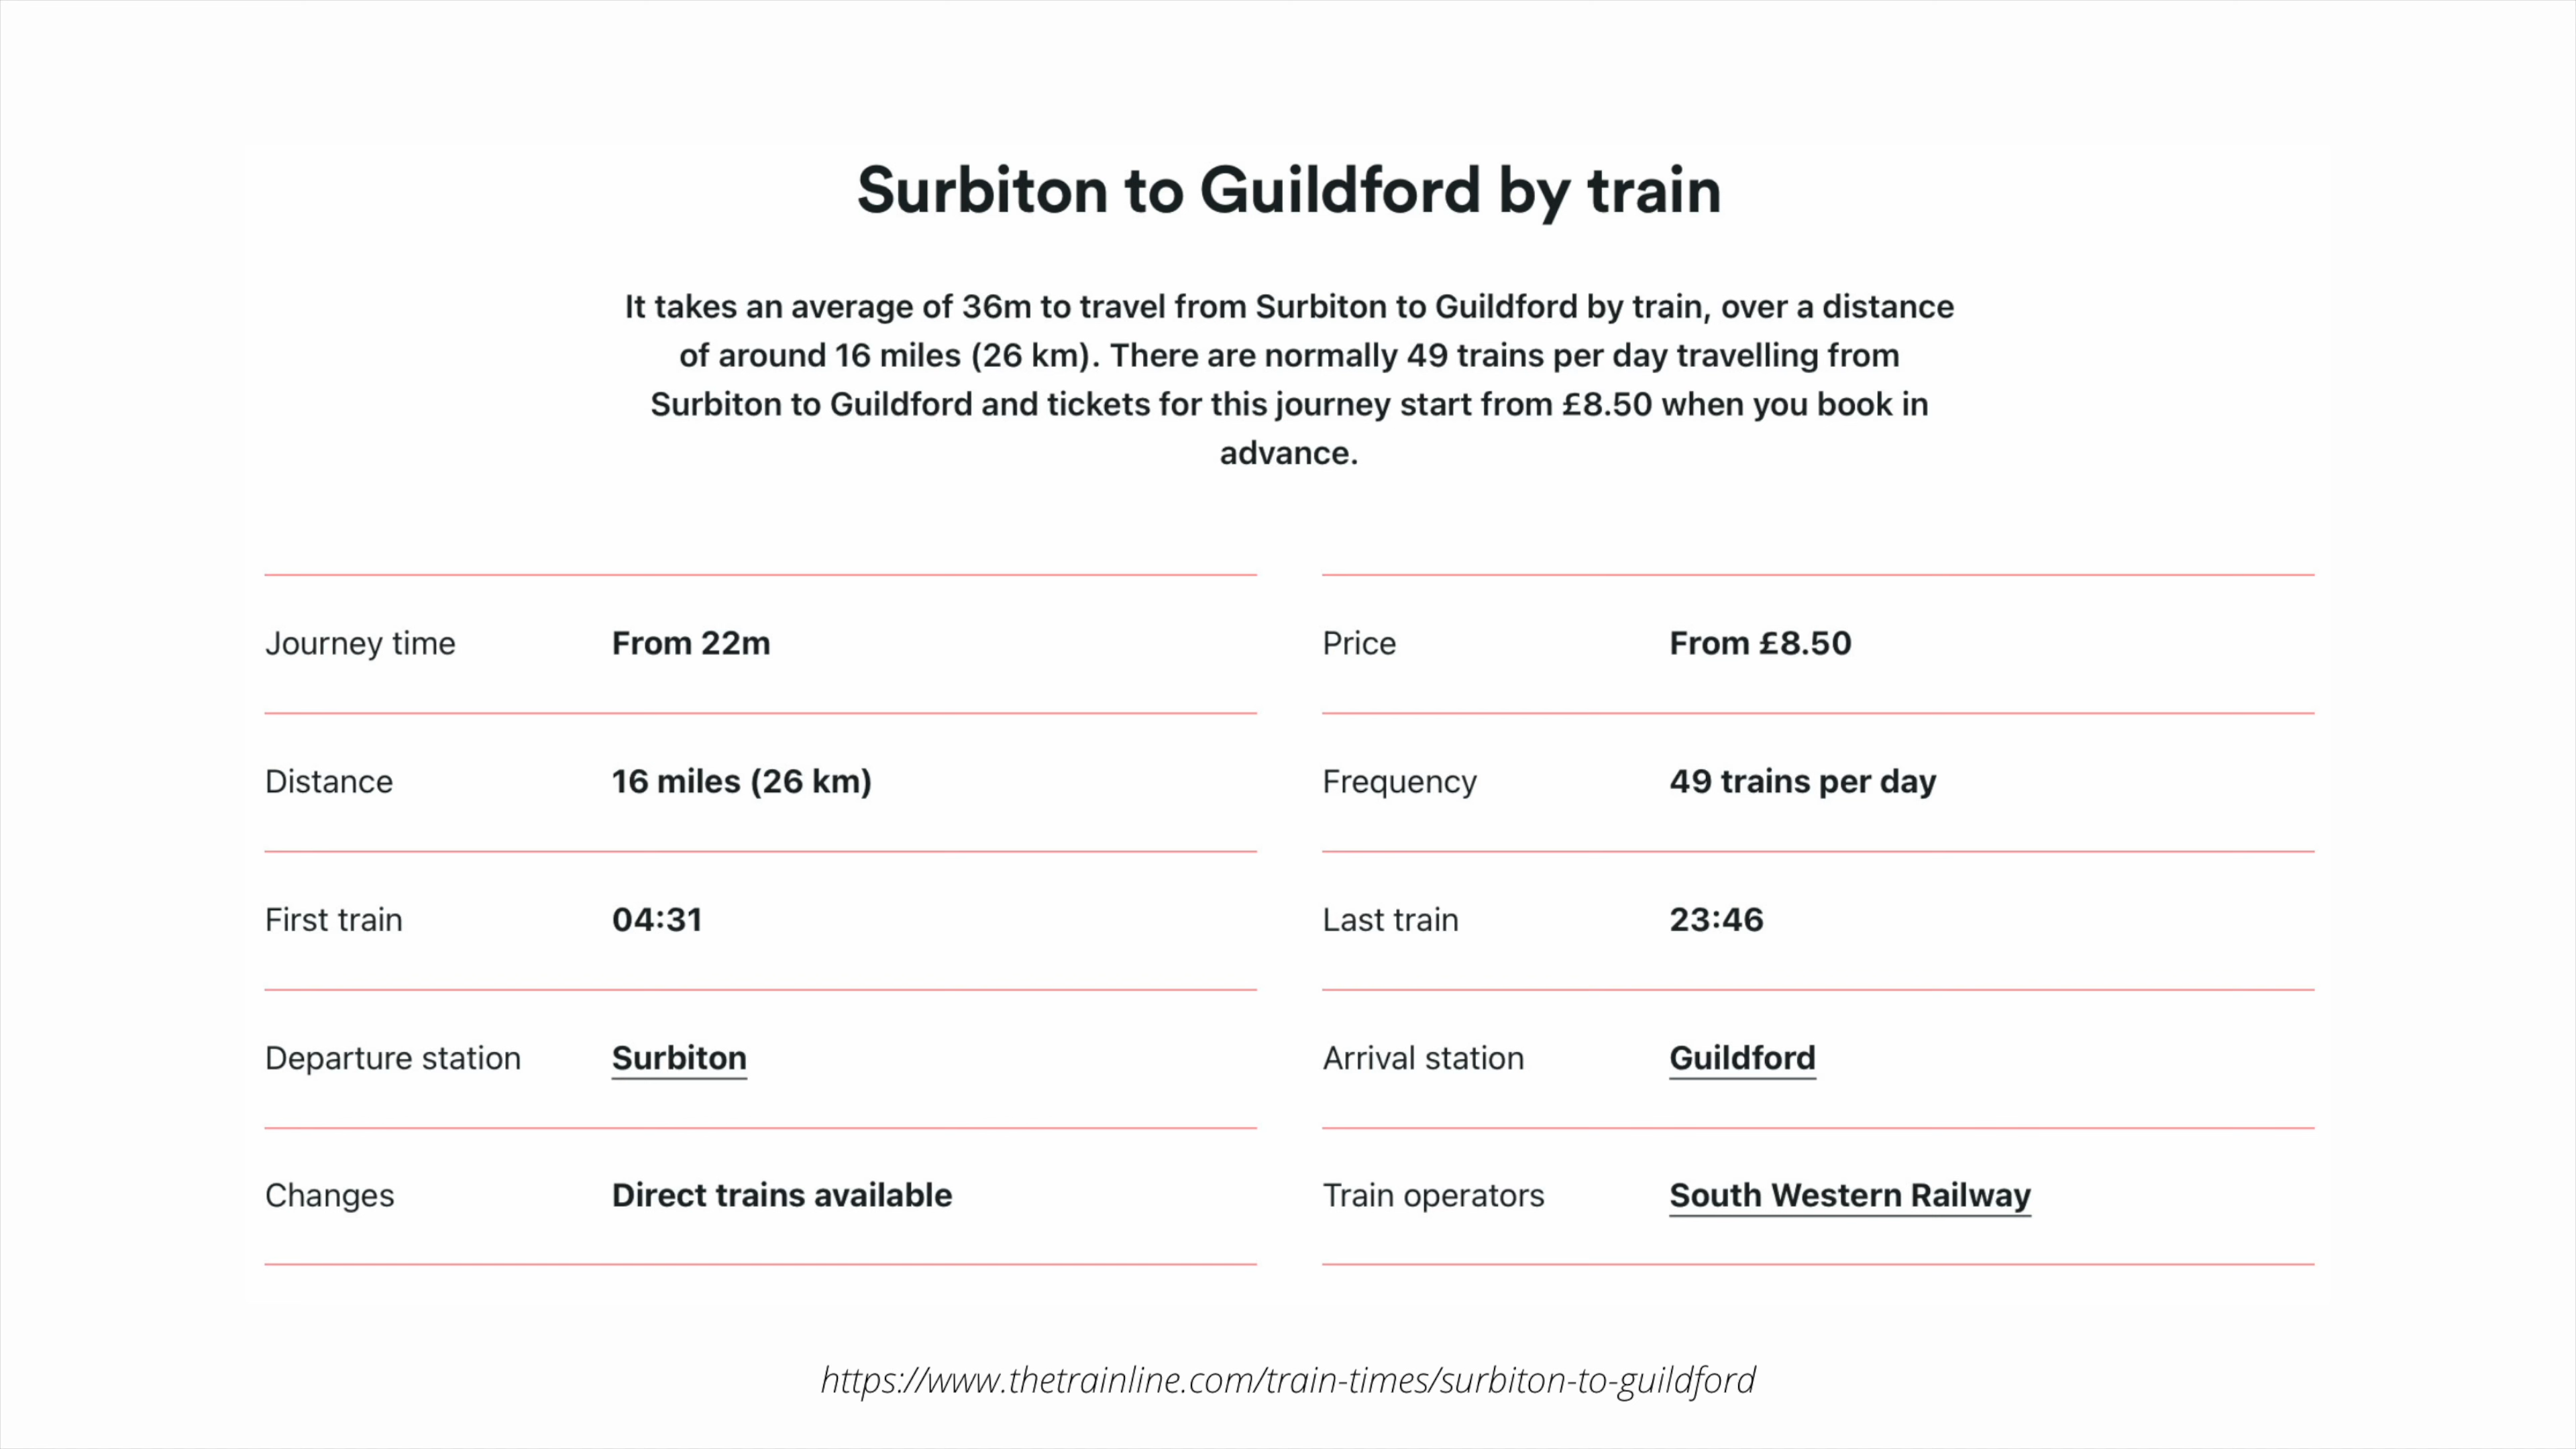 Surbiton to Guildford by train
It takes an average of 36m to travel from Surbiton to Guildford by train, over a distance
of around 16 miles (26 km). There are normally 49 trains per day travelling from
Surbiton to Guildford and tickets for this journey start from £8.50 when you book in
advance.
Journey time From 22m
Price From £8.50
Distance 16 miles (26 km)
Frequency 49 trains per day
First train 04:31
Last train 23:46
Departure station Surbiton
Arrival station Guildford
Changes Direct trains available
Train operators South Western Railway
https://www.thetrainline.com/train-times/surbiton-to-guildford